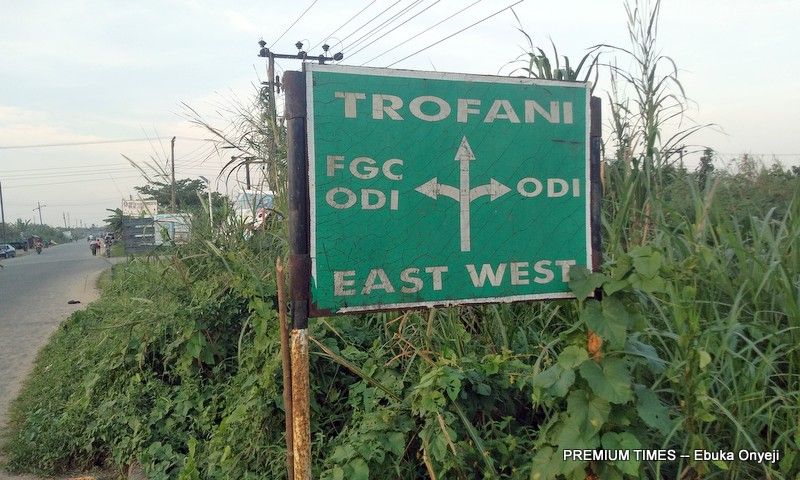 TROFANI
FGC
ODI
ODI
EAST WEST
PREMIUM TIMES – Ebuka Onyeji